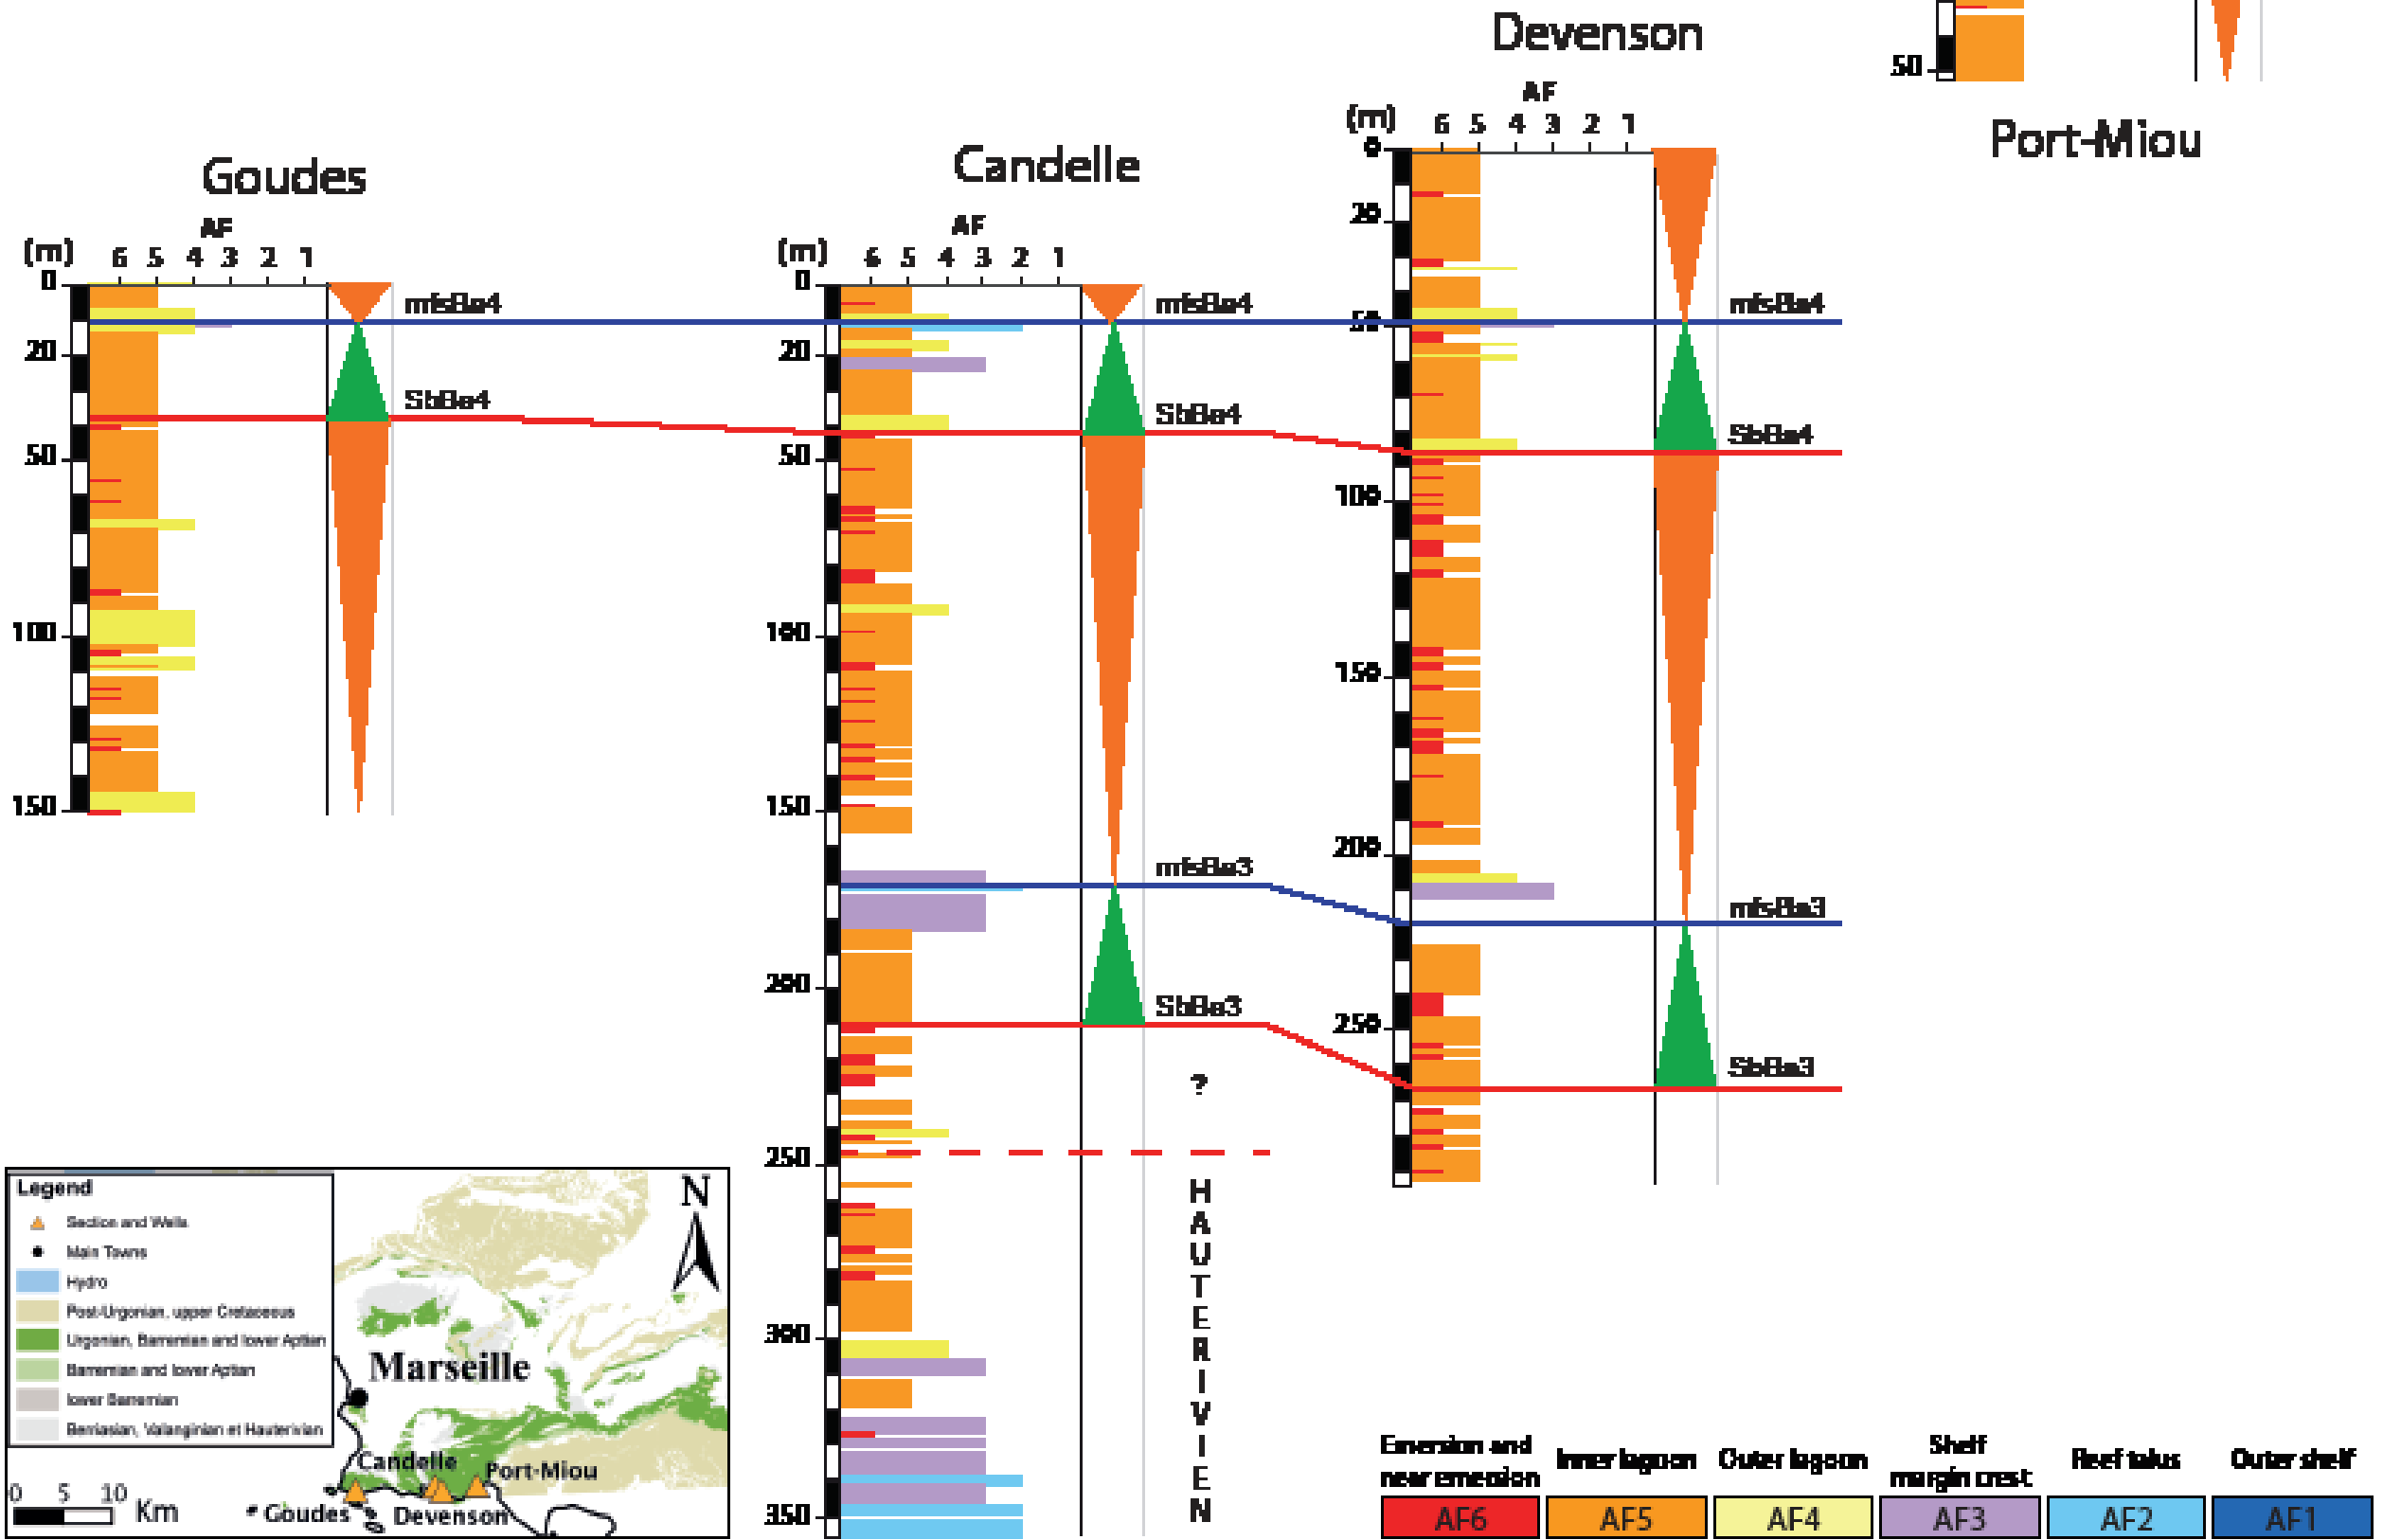 Devenson
50
Port-Miou
Goudes
AF
(m) 6 5 4 3 2 1
0
20
50
100
150
mfsBa4
SbBa4
Candelle
AF
(m) 6 5 4 3 2 1
0
20
50
100
150
200
250
300
350
mfsBa4
SbBa4
mfsBa3
SbBa3
?
HAUTERIVIEN
AF
(m) 6 5 4 3 2 1
0
20
50
100
150
200
250
mfsBa4
SbBa4
mfsBa3
SbBa3
Legend
Section and Wells
Main Towns
Hydro
Post-Urgonian, upper Cretaceous
Urgonian, Barremian and lower Aptian
Barremian and lower Aptian
lower Barremian
Berriasian, Valanginian et Hauterivian
N
Marseille
Candelle
Port-Miou
Goudes
Devenson
0 5 10 Km
Emersion and near emersion
Inner lagoon
Outer lagoon
Shelf margin crest
Reef talus
Outer shelf
AF6 AF5 AF4 AF3 AF2 AF1